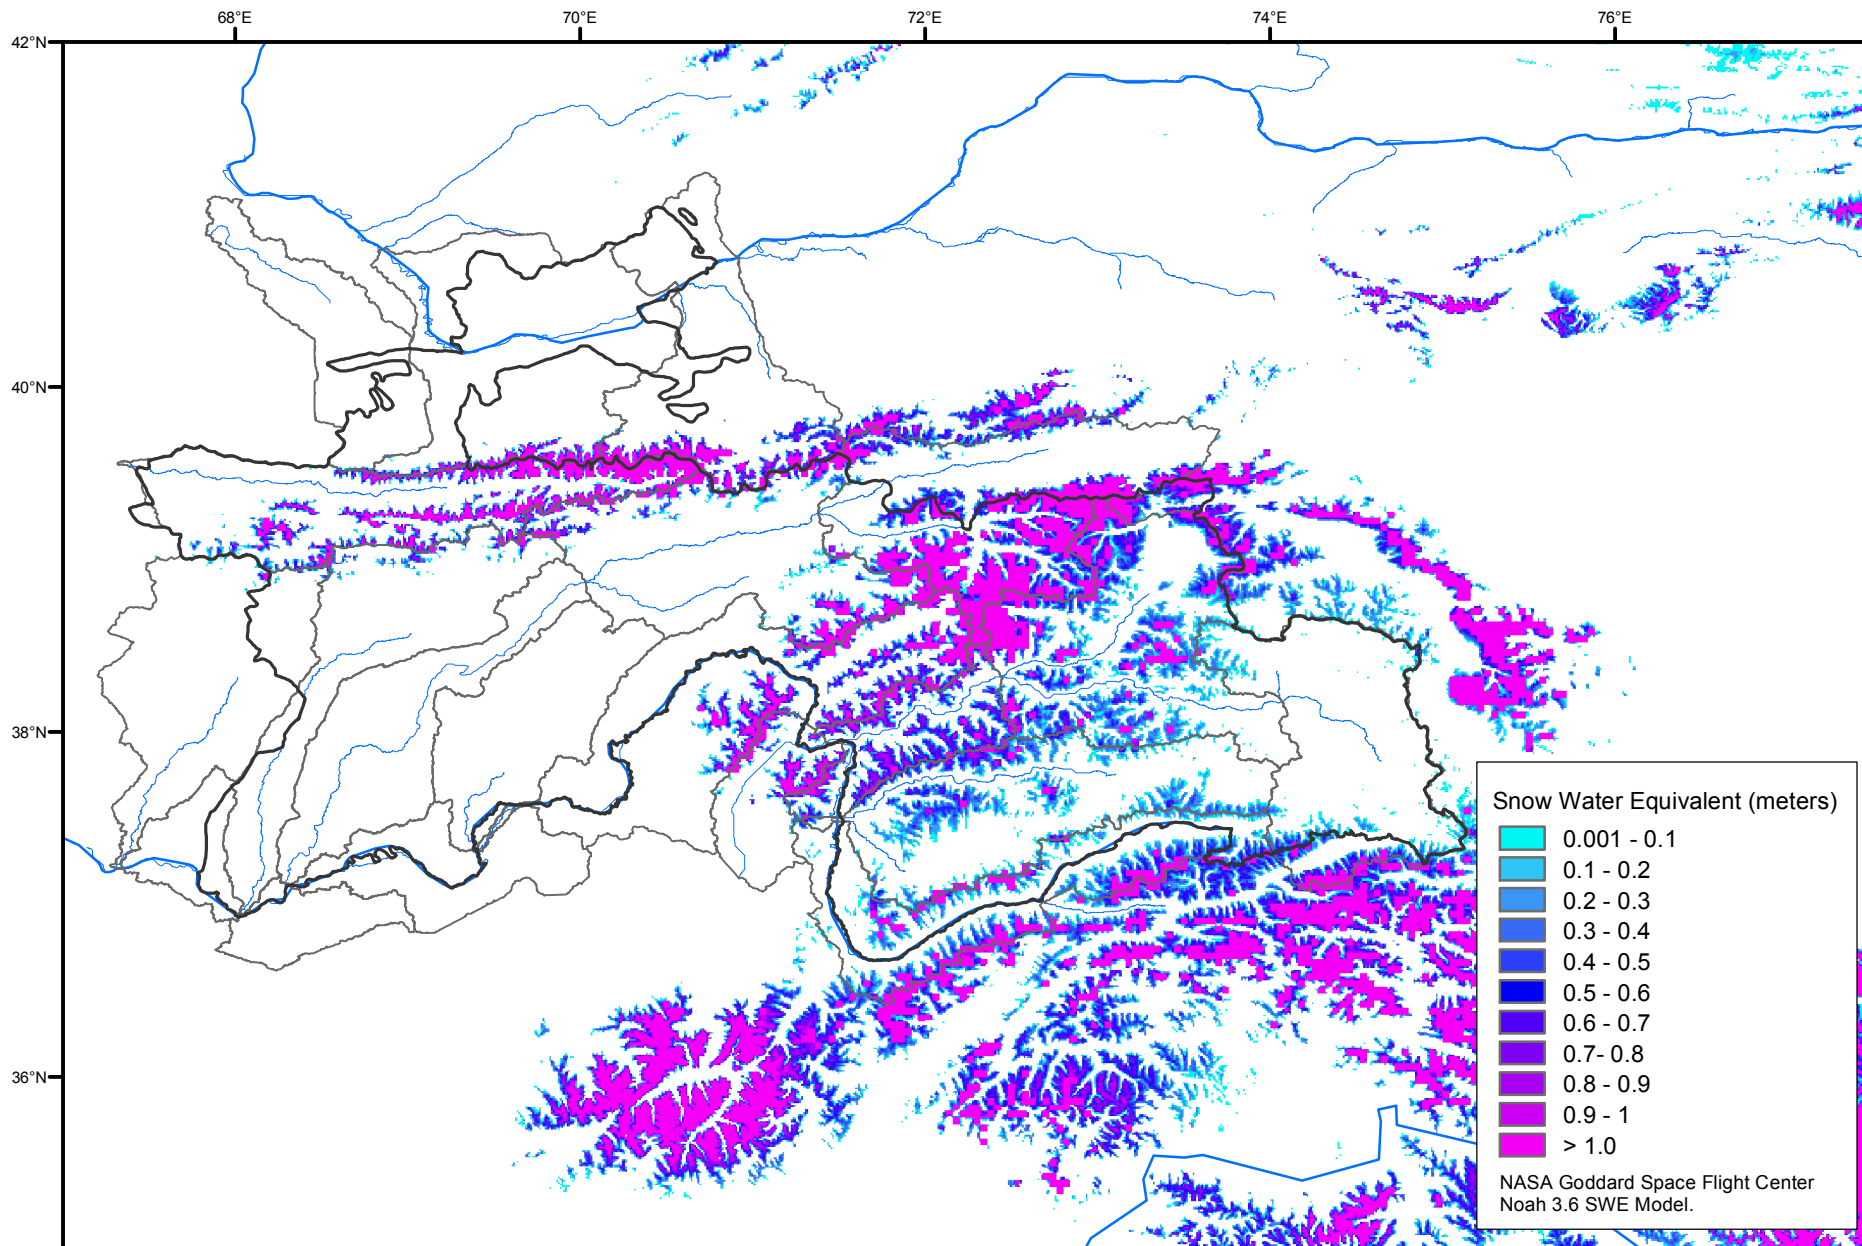 68°E
70°E
72°E
74°E
76°E
42°N
40°N
38°N
36°N
Snow Water Equivalent (meters)
0.001 - 0.1
0.1 - 0.2
0.2 - 0.3
0.3 - 0.4
0.4 - 0.5
0.5 - 0.6
0.6 - 0.7
0.7- 0.8
0.8 - 0.9
0.9 - 1
> 1.0
NASA Goddard Space Flight Center
Noah 3.6 SWE Model.